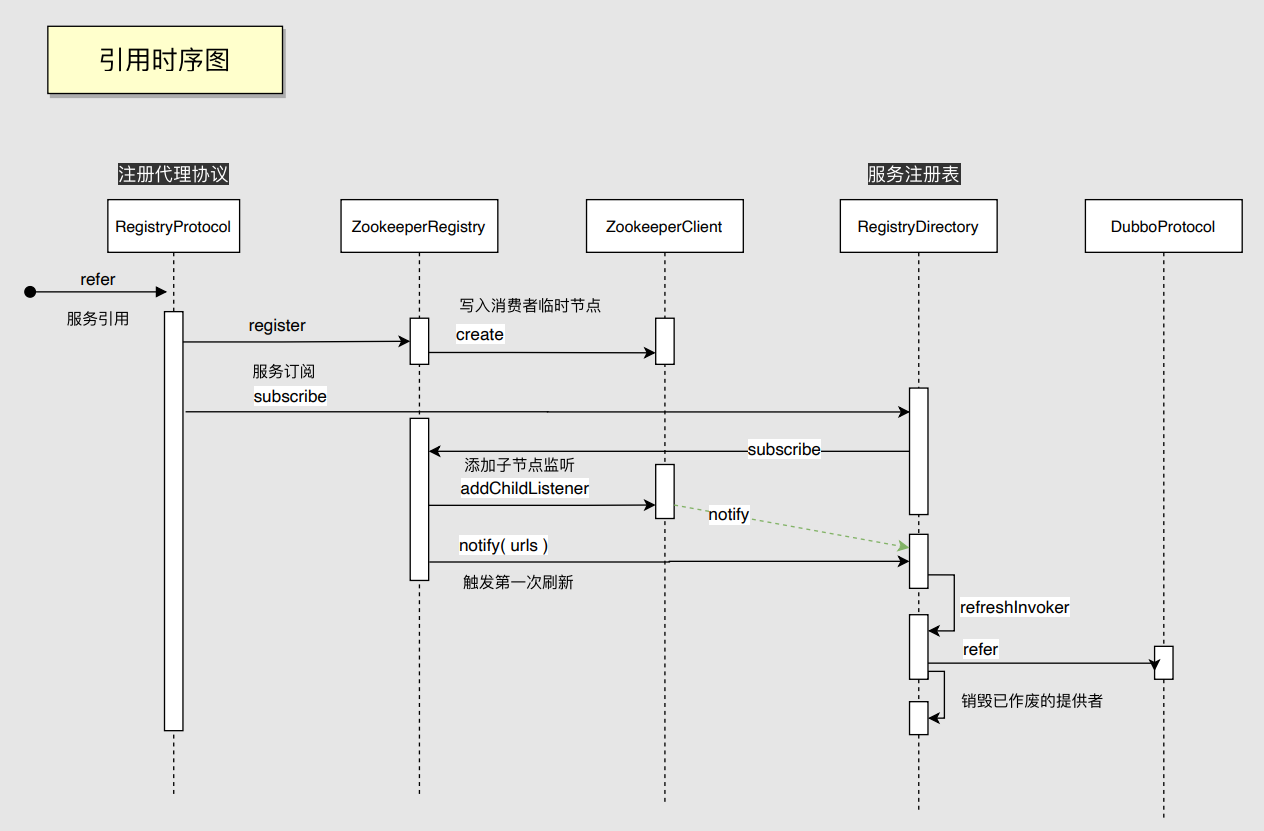 引用时序图
注册代理协议
服务注册表
RegistryProtocol
ZookeeperRegistry
ZookeeperClient
RegistryDirectory
DubboProtocol
refer
服务引用
写入消费者临时节点
register
create
服务订阅
subscribe
subscribe
添加子节点监听
addChildListener
notify
notify( urls )
触发第一次刷新
refreshInvoker
refer
销毁已作废的提供者